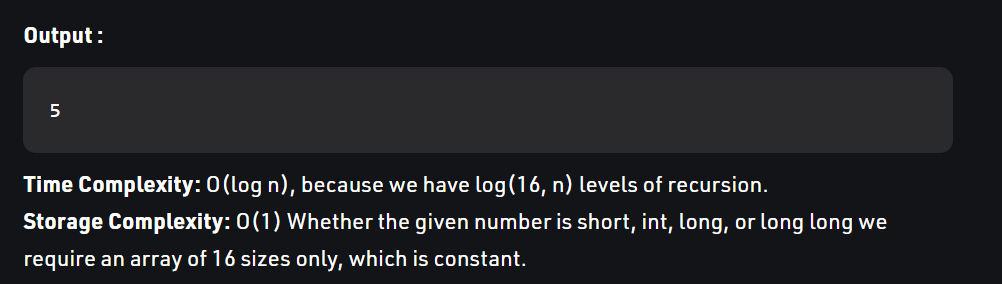 Output :
5
Time Complexity: O(log n), because we have log(16, n) levels of recursion.
Storage Complexity: O(1) Whether the given number is short, int, long, or long long we
require an array of 16 sizes only, which is constant.